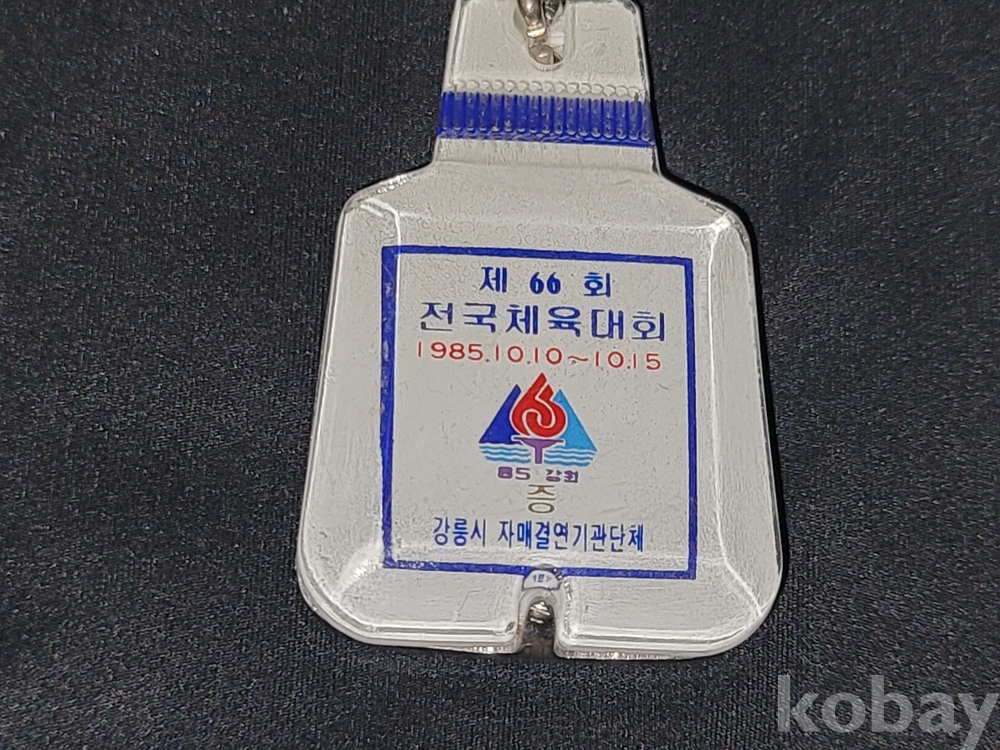 제 66 회
전국체육대회
1985.10.10~10.15
85 강원
증
강릉시 자매결연기관단체
kobay